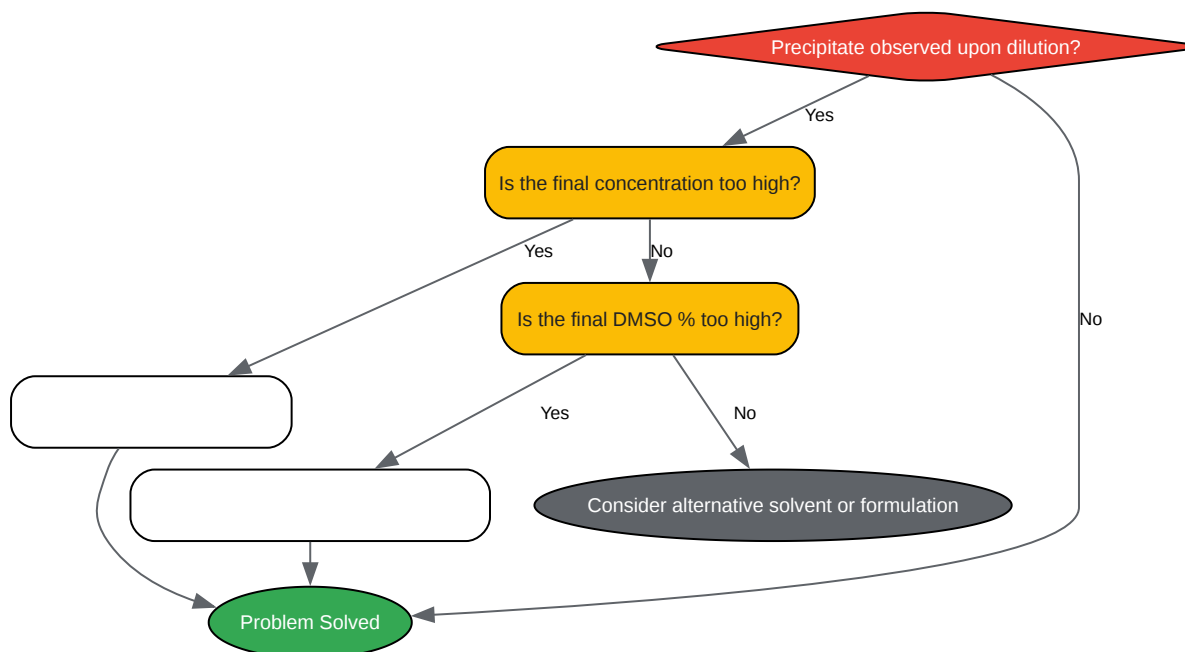 Precipitate observed upon dilution?
Yes
Is the final concentration too high?
Yes
No
Is the final DMSO % too high?
No
Yes
No
Consider alternative solvent or formulation
Problem Solved